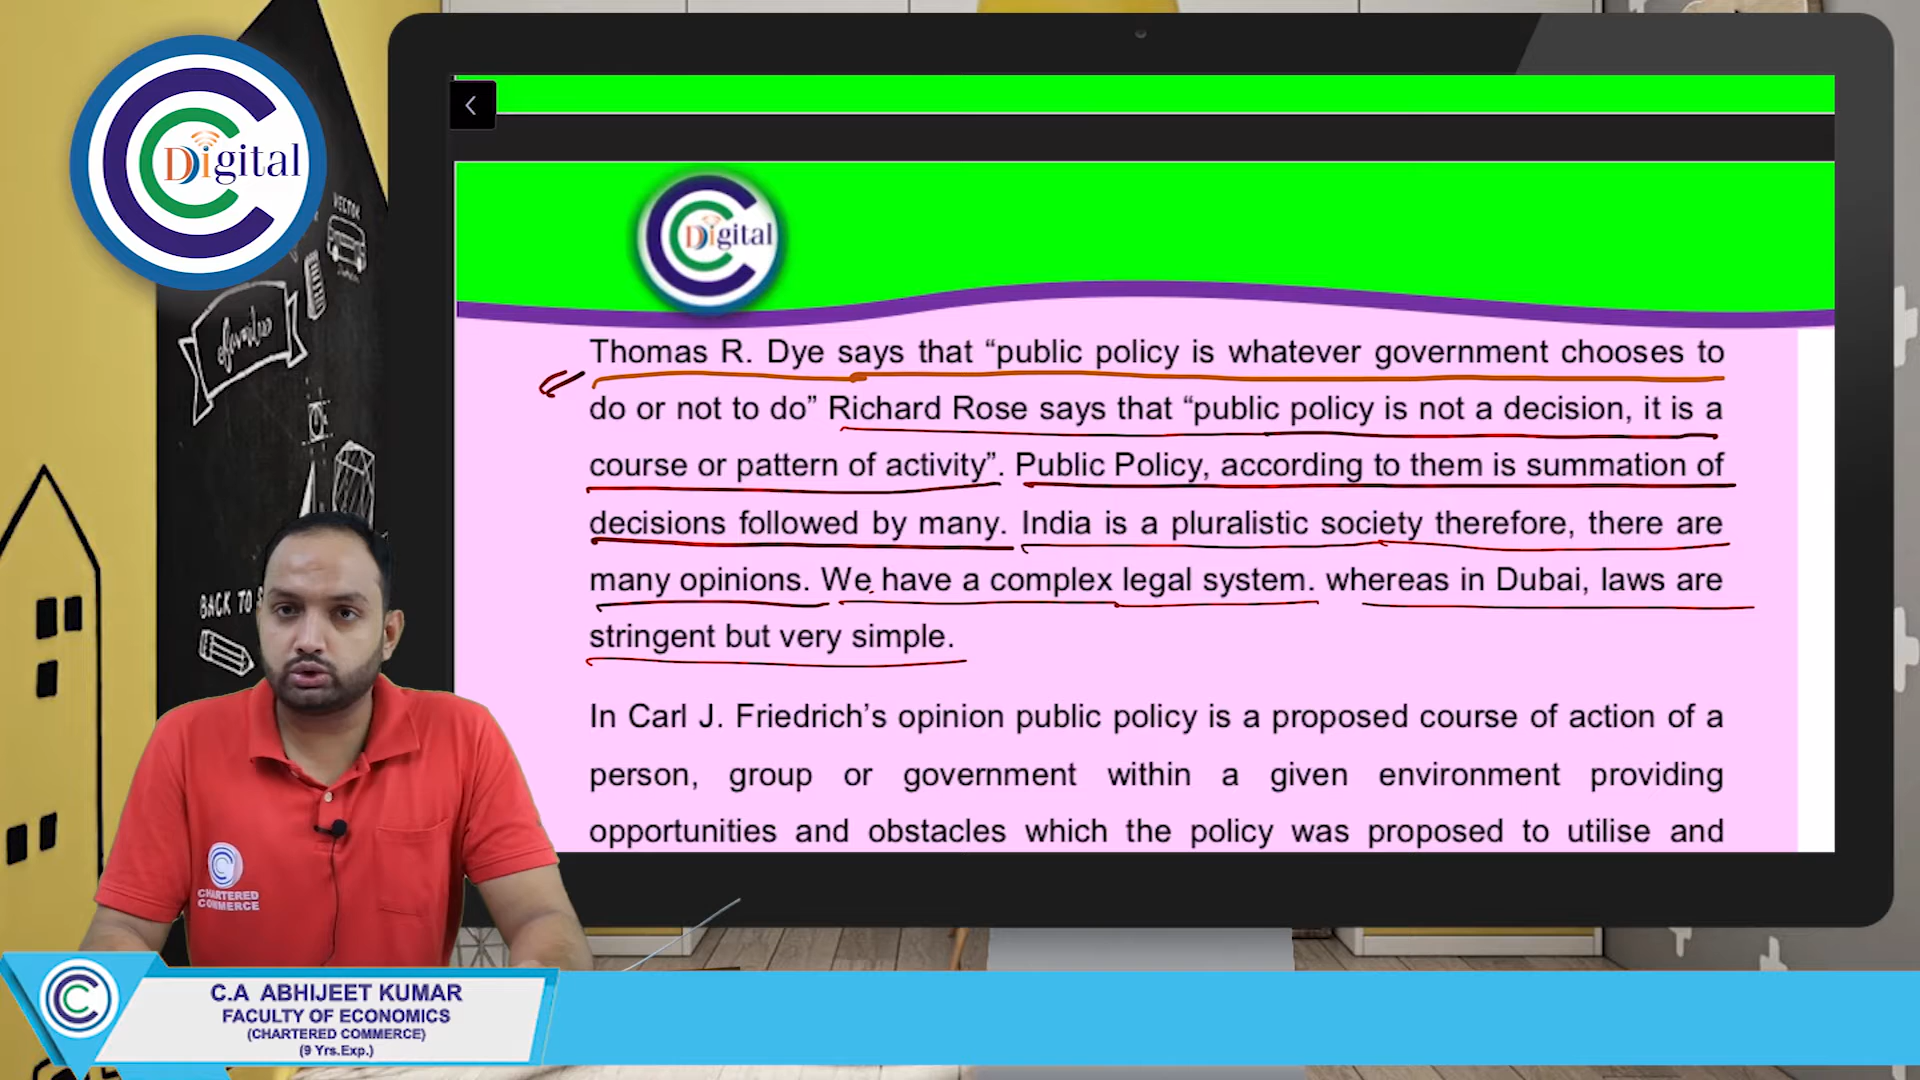 Digital
VECTOR
BACK TO
Digital
Thomas R. Dye says that “public policy is whatever government chooses to
do or not to do” Richard Rose says that “public policy is not a decision, it is a
course or pattern of activity”. Public Policy, according to them is summation of
decisions followed by many. India is a pluralistic society therefore, there are
many opinions. We have a complex legal system. whereas in Dubai, laws are
stringent but very simple.
In Carl J. Friedrich’s opinion public policy is a proposed course of action of a
person, group or government within a given environment providing
opportunities and obstacles which the policy was proposed to utilise and
CHARTERED
COMMERCE
C.A ABHIJEET KUMAR
FACULTY OF ECONOMICS
(CHARTERED COMMERCE)
(9 Yrs.Exp.)